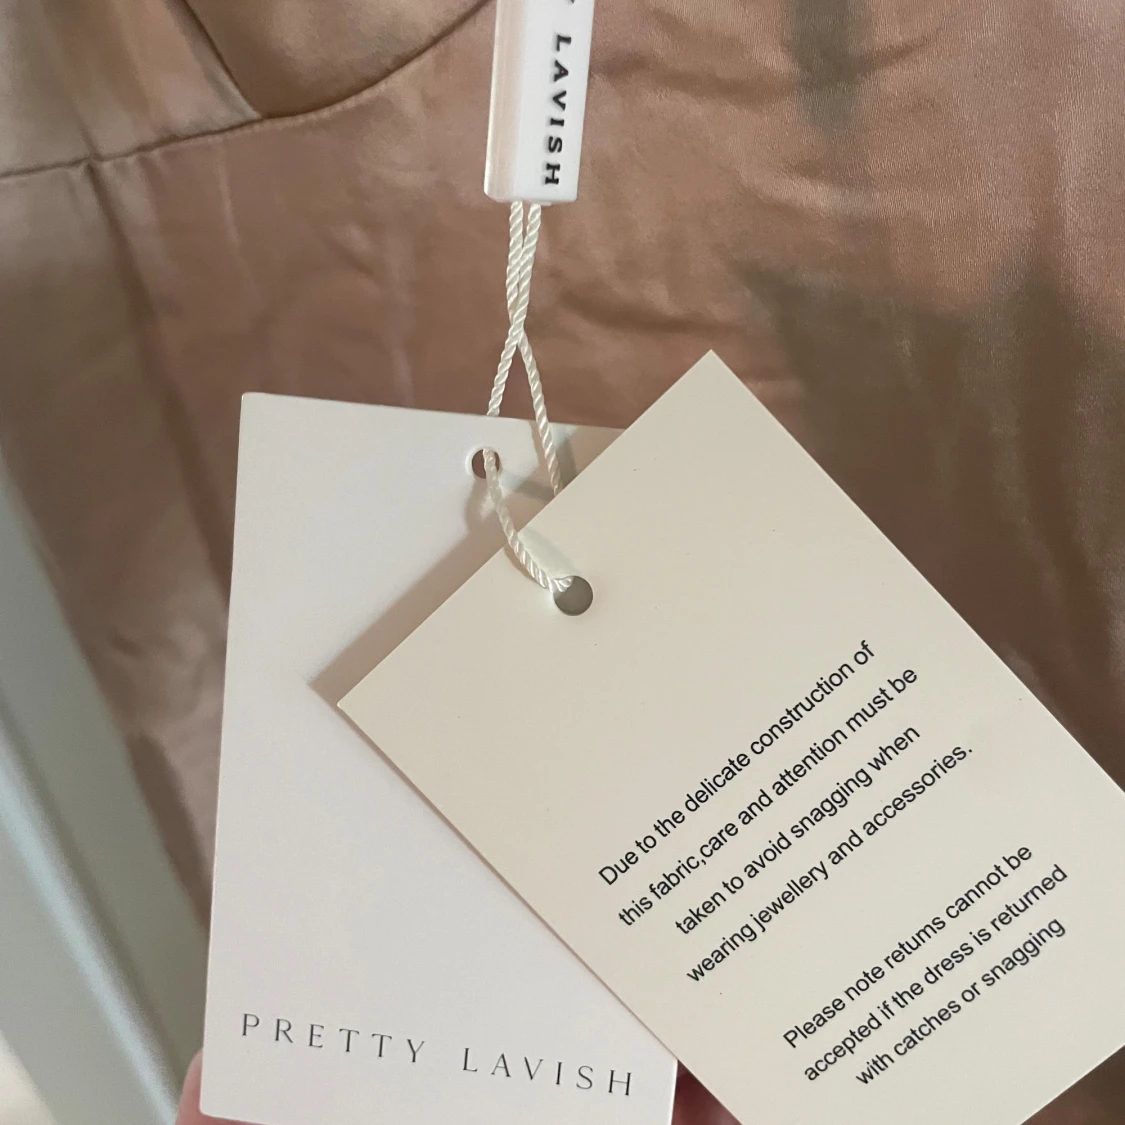 LAVISH
Due to the delicate construction of
this fabric,care and attention must be
taken to avoid snagging when
wearing jewellery and accessories.
Please note returns cannot be
accepted if the dress is returned
with catches or snagging
PRETTY LAVISH